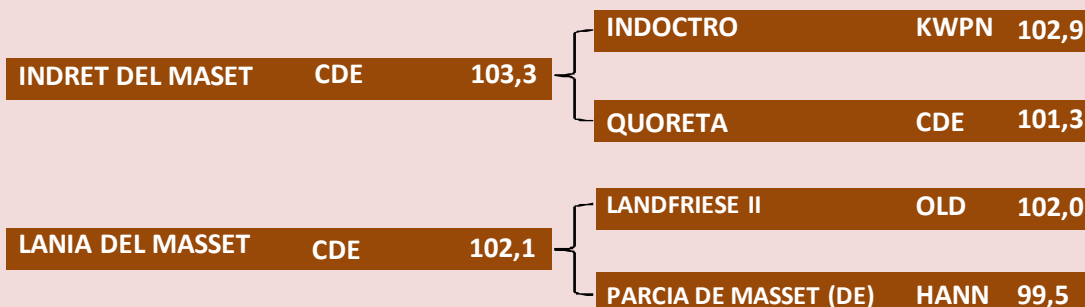 INDOCTRO KWPN 102,9
INDRET DEL MASET CDE 103,3
QUORETA CDE 101,3
LANDFRIESE II OLD 102,0
LANIA DEL MASSET CDE 102,1
PARCIA DE MASSET (DE) HANN 99,5